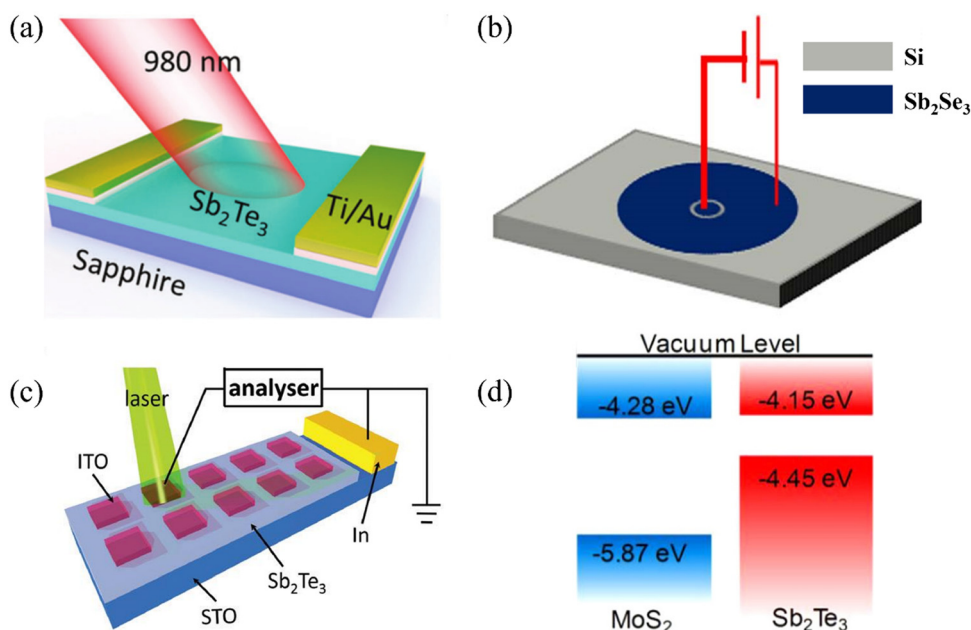 (a)
980 nm
Sb₂Te₃
Ti/Au
Sapphire
(b)
Si
Sb₂Se₃
(c)
laser
analyser
ITO
In
Sb₂Te₃
STO
(d)
Vacuum Level
-4.28 eV
-4.15 eV
-4.45 eV
-5.87 eV
MoS₂
Sb₂Te₃